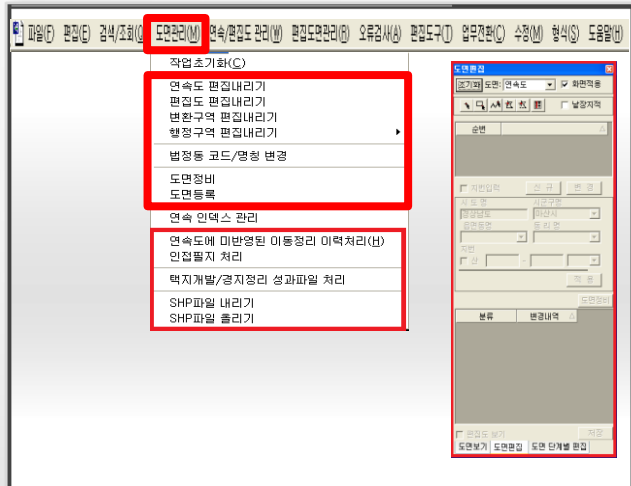 파일(F) 편집(E) 검색/조회(Q 도면관리(M) 연속/편집도 관리(W) 편집도면관리(R) 오류검사(A) 편집도구(T) 업무전환(C) 수정(M) 형식(S) 도움말(H)
작업초기화(C)
연속도 편집내리기
편집도 편집내리기
변환구역 편집내리기
행정구역 편집내리기
법정동 코드/명칭 변경
도면정비
도면등록
연속 인덱스 관리
연속도에 미반영된 이동정리 이력처리(H)
인접필지 처리
택지개발/경지정리 성과파일 처리
SHP파일 내리기
SHP파일 올리기
도면편집
초기화 도면: 연속도 화면적용
낱장지적
순번
지번입력 신 규 변 경
시 도 명 시군구명
경상남도 마산시
읍면동명 동 리 명
지번
산 -
적 용
도면정비
분류 변경내역
편집도 보기 저장
도면보기 도면편집 도면 단계별 편집